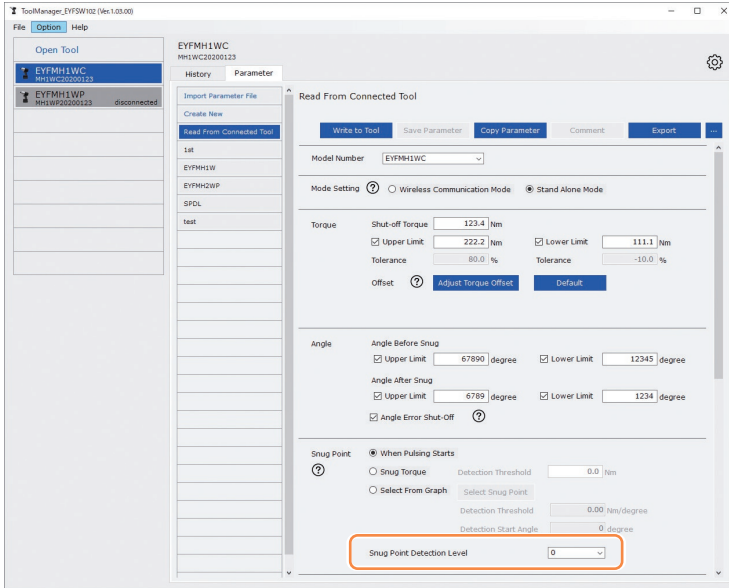 ToolManager_EYFSW102 (Ver.1.03.00)
File Option Help
Open Tool
EYFMH1WC
MH1WC20200123
EYFMH1WP
MH1WP20200123 disconnected
EYFMH1WC
MH1WC20200123
History Parameter
Import Parameter File
Create New
Read From Connected Tool
1st
EYFMH1W
EYFMH2WP
SPDL
test
Read From Connected Tool
Write to Tool Save Parameter Copy Parameter Comment Export ...
Model Number EYFMH1WC
Mode Setting ? Wireless Communication Mode Stand Alone Mode
Torque Shut-off Torque 123.4 Nm
Upper Limit 222.2 Nm Lower Limit 111.1 Nm
Tolerance 80.0 % Tolerance -10.0 %
Offset ? Adjust Torque Offset Default
Angle Angle Before Snug
Upper Limit 67890 degree Lower Limit 12345 degree
Angle After Snug
Upper Limit 6789 degree Lower Limit 1234 degree
Angle Error Shut-Off ?
Snug Point When Pulsing Starts
? Snug Torque Detection Threshold 0.0 Nm
Select From Graph Select Snug Point
Detection Threshold 0.00 Nm/degree
Detection Start Angle 0 degree
Snug Point Detection Level 0